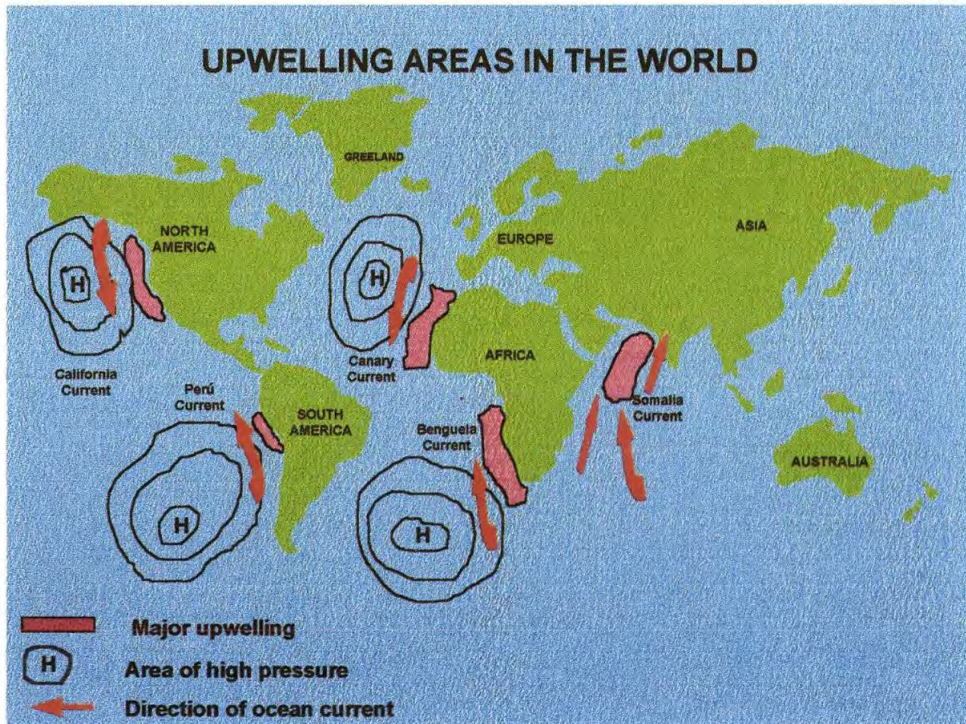 UPWELLING AREAS IN THE WORLD
GREELAND
NORTH
AMERICA
EUROPE
ASIA
H
H
California
Current
Canary
Current
AFRICA
Perú
Current
SOUTH
AMERICA
Benguela
Current
Somalia
Current
AUSTRALIA
H
H
Major upwelling
H
Area of high pressure
Direction of ocean current